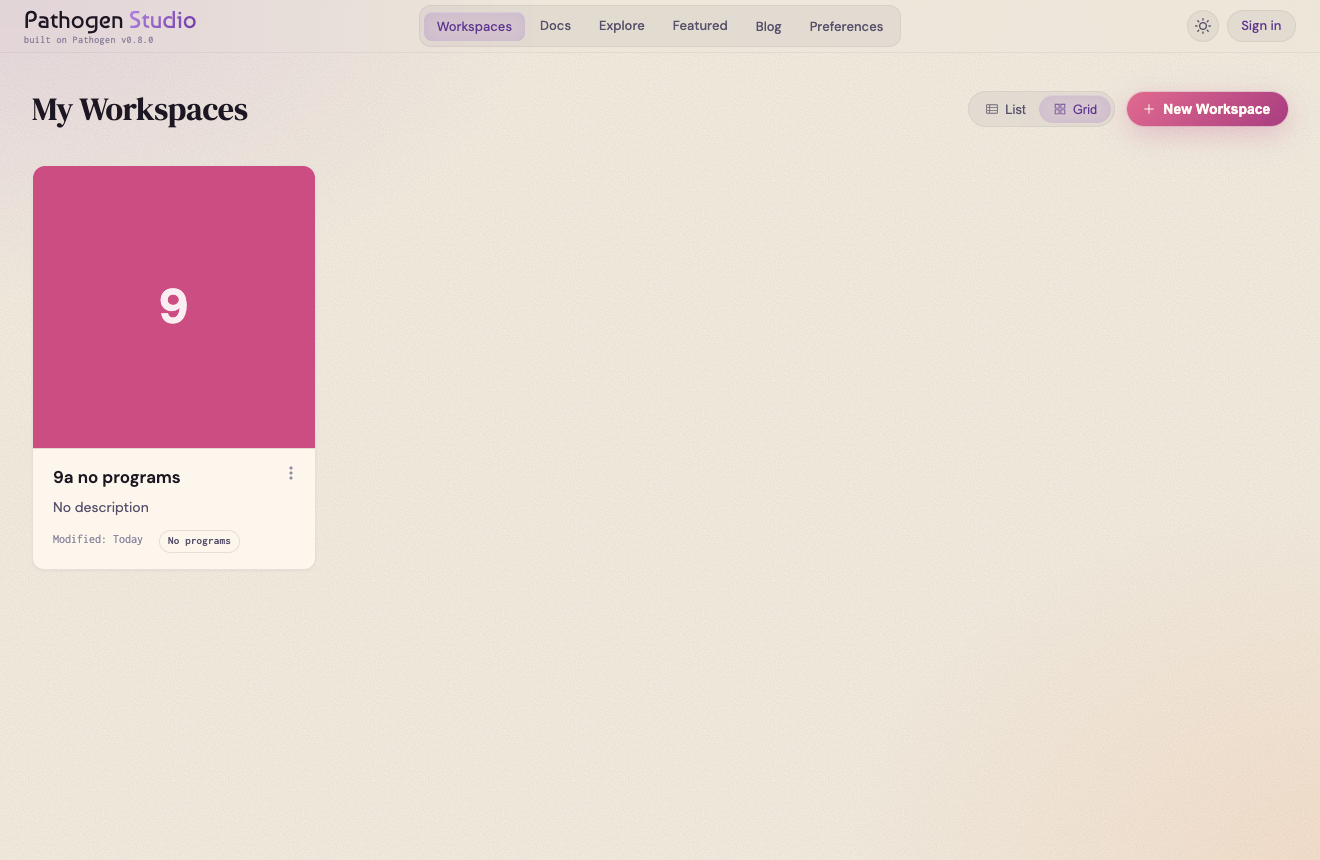 Pathogen Studio
built on Pathogen v0.8.0
Workspaces Docs Explore Featured Blog Preferences
Sign in
My Workspaces
List Grid
+ New Workspace
9
9a no programs
No description
Modified: Today No programs